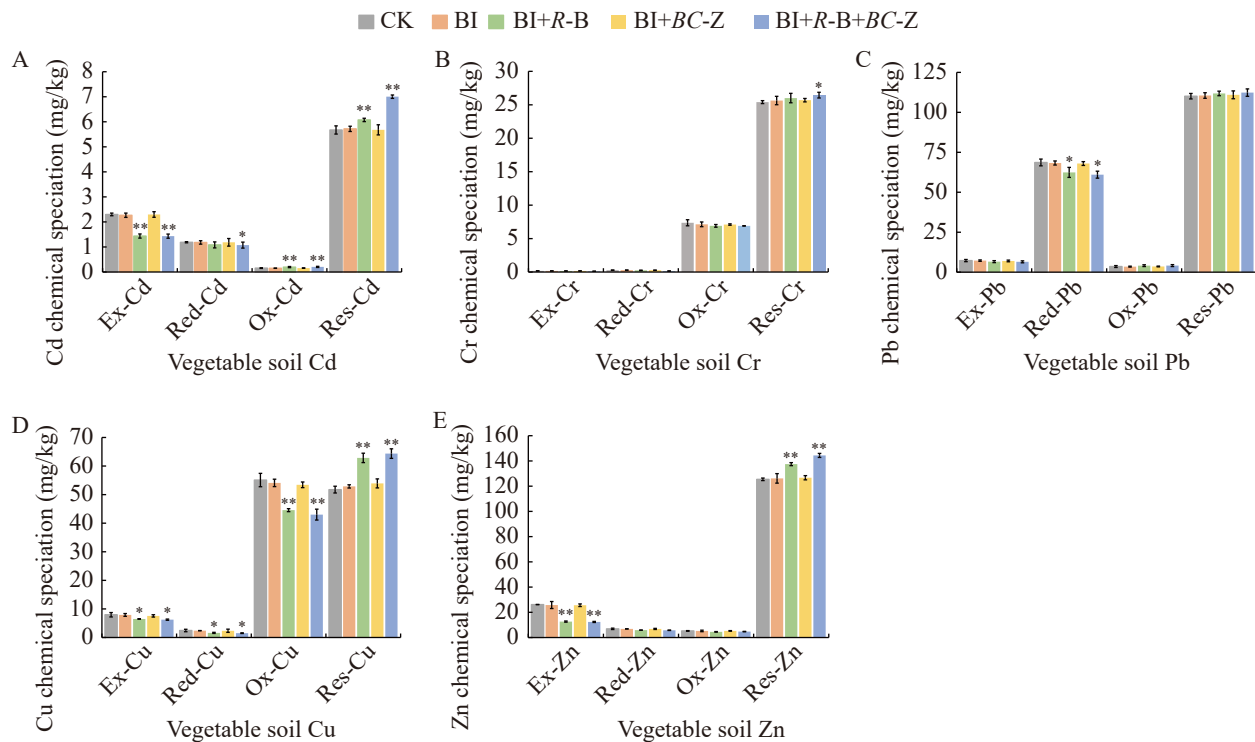 CK BI BI+R-B BI+BC-Z BI+R-B+BC-Z
A
Cd chemical speciation (mg/kg)
8
7
6
5
4
3
2
1
0
** ** * ** ** ** **
Ex-Cd Red-Cd Ox-Cd Res-Cd
Vegetable soil Cd
B
Cr chemical speciation (mg/kg)
30
25
20
15
10
5
0
*
Ex-Cr Red-Cr Ox-Cr Res-Cr
Vegetable soil Cr
C
Pb chemical speciation (mg/kg)
125
100
75
50
25
0
* *
Ex-Pb Red-Pb Ox-Pb Res-Pb
Vegetable soil Pb
D
Cu chemical speciation (mg/kg)
70
60
50
40
30
20
10
0
* * * * ** ** ** **
Ex-Cu Red-Cu Ox-Cu Res-Cu
Vegetable soil Cu
E
Zn chemical speciation (mg/kg)
160
140
120
100
80
60
40
20
0
** ** ** **
Ex-Zn Red-Zn Ox-Zn Res-Zn
Vegetable soil Zn